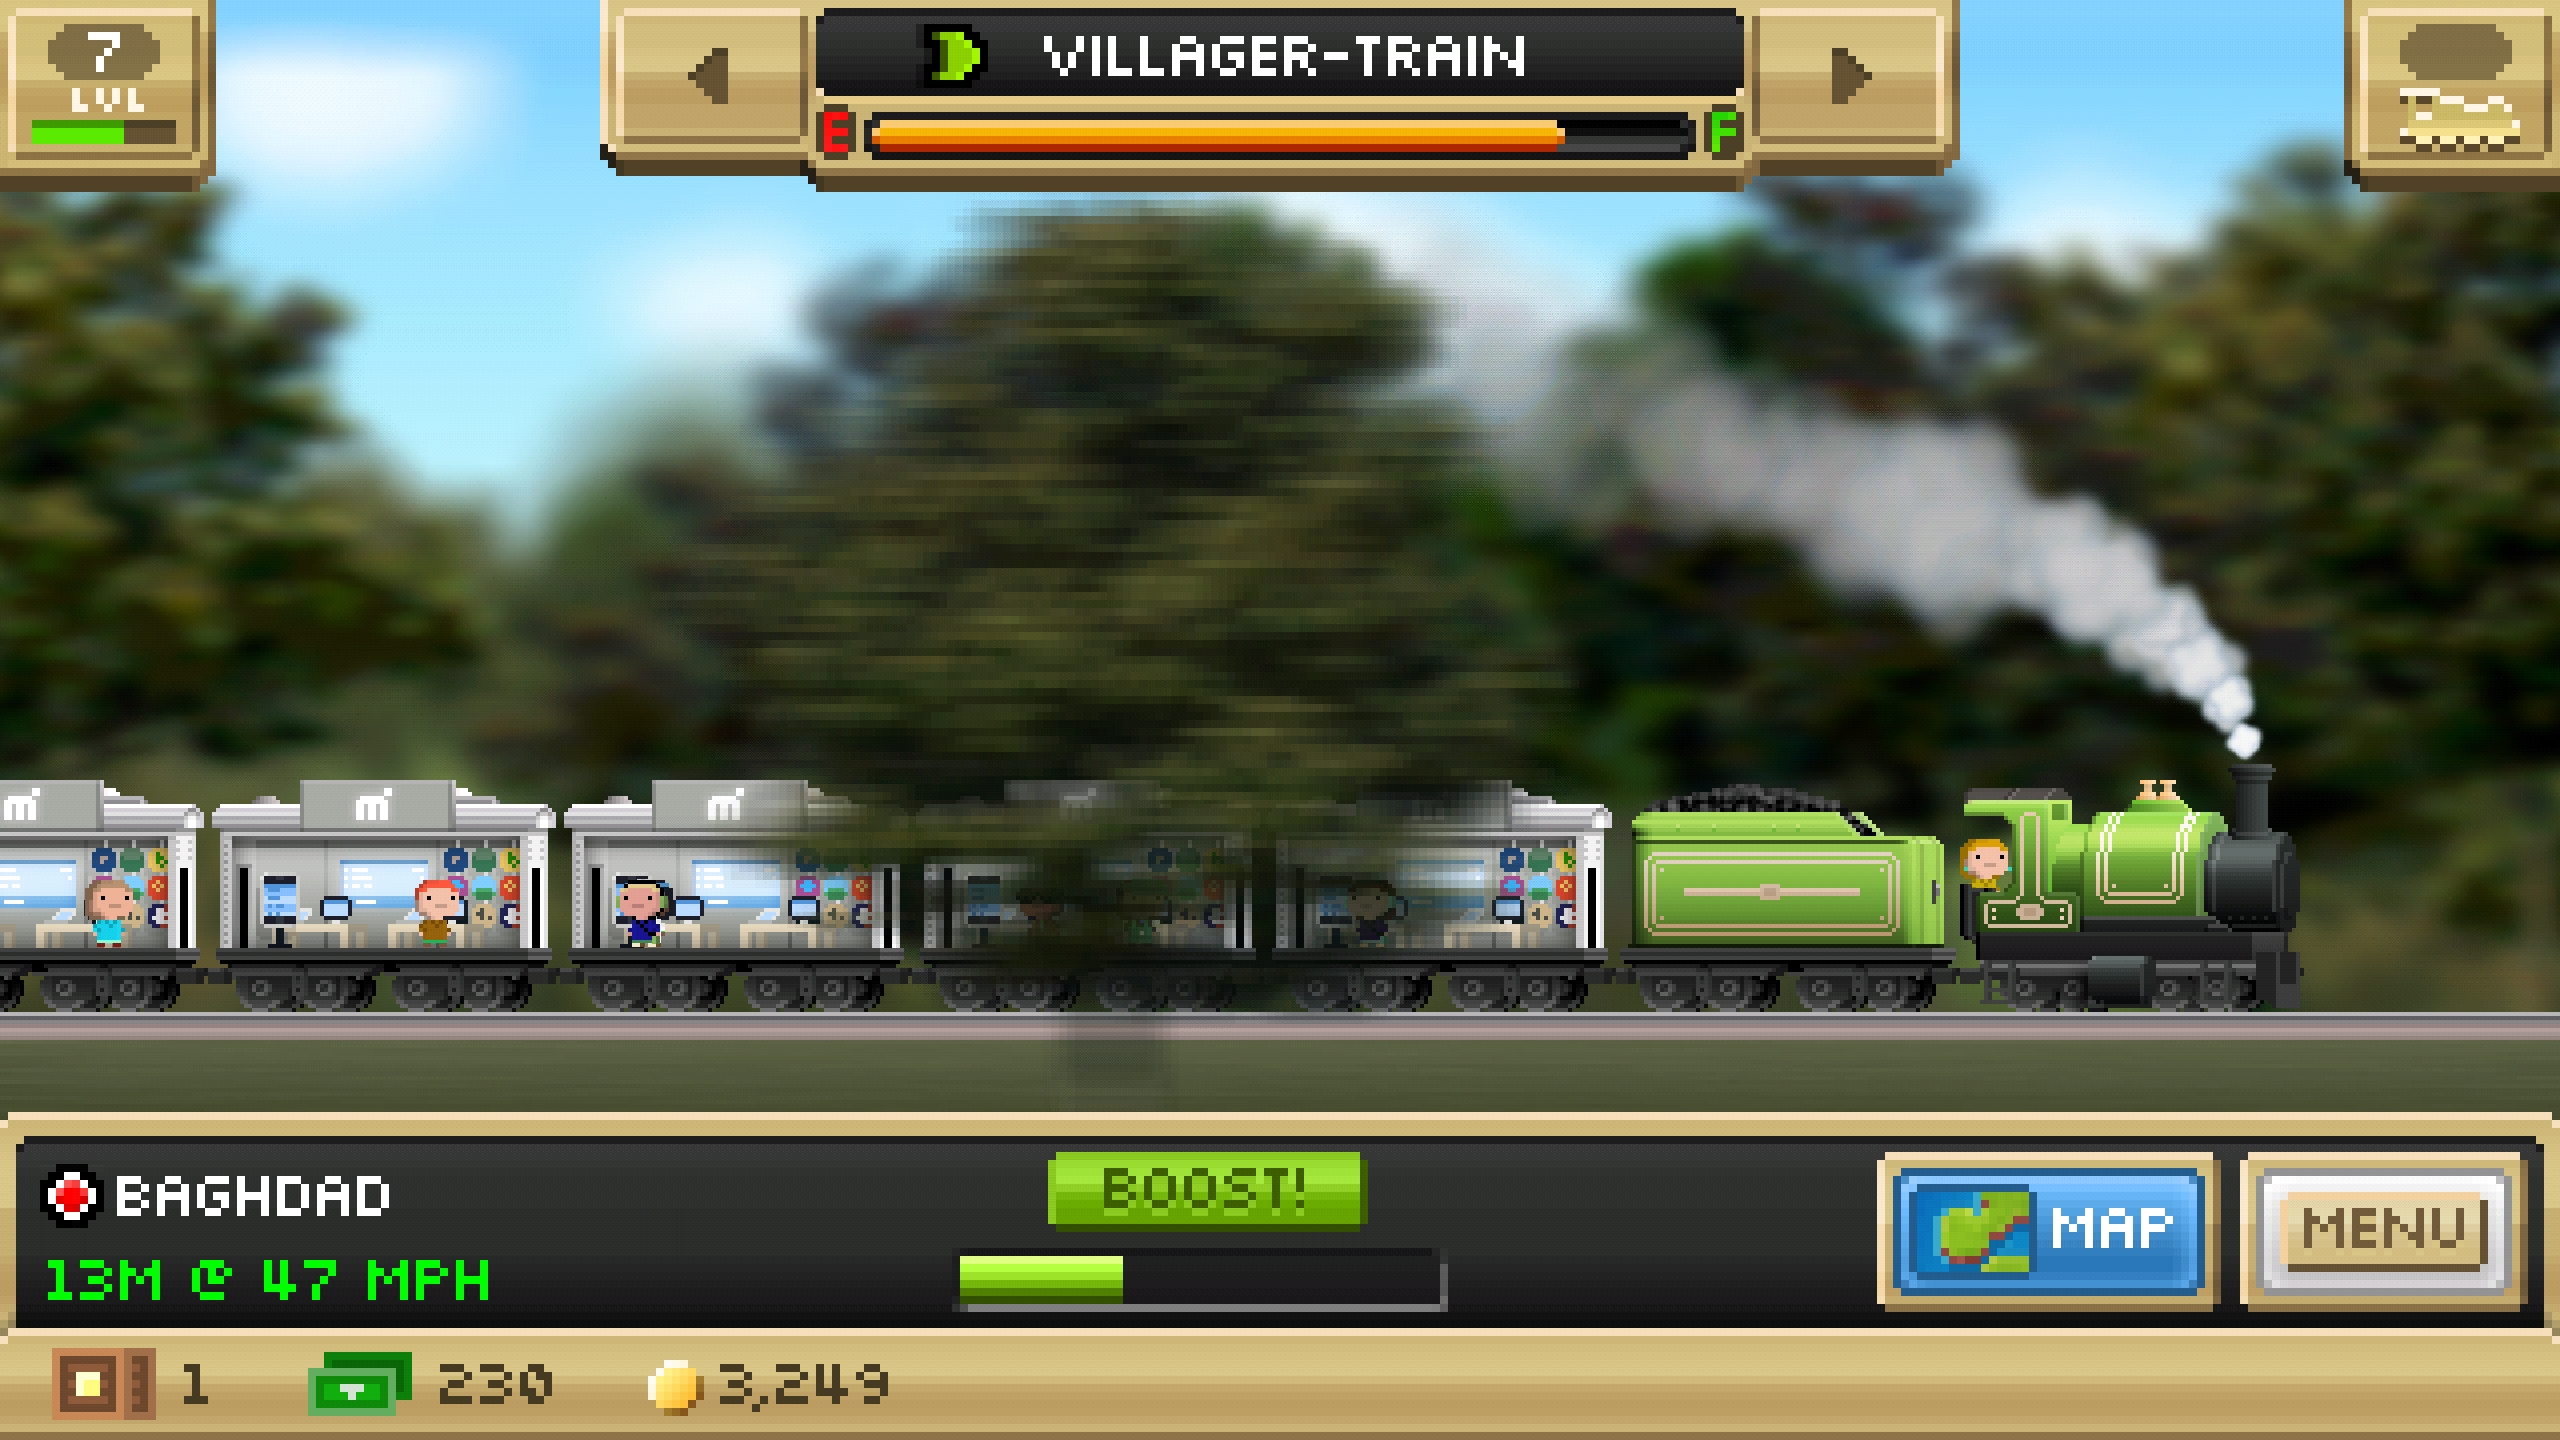 7
LVL
VILLAGER-TRAIN
E F
BAGHDAD
13M @ 47 MPH
BOOST!
MAP
MENU
1
230
3,249